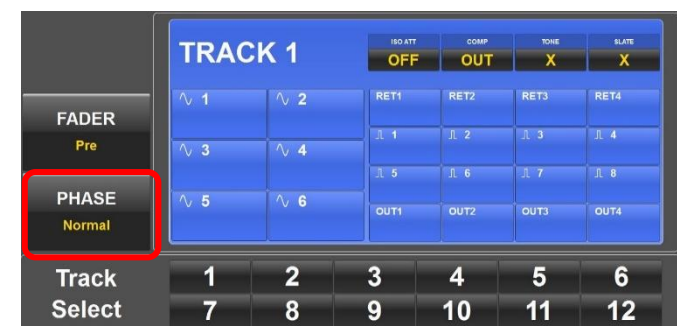 TRACK 1
ISO ATT COMP TONE SLATE
OFF OUT X X
FADER
Pre
PHASE
Normal
1 2
3 4
5 6
RET1 RET2 RET3 RET4
1 2 3 4
5 6 7 8
OUT1 OUT2 OUT3 OUT4
Track Select
1 2 3 4 5 6
7 8 9 10 11 12